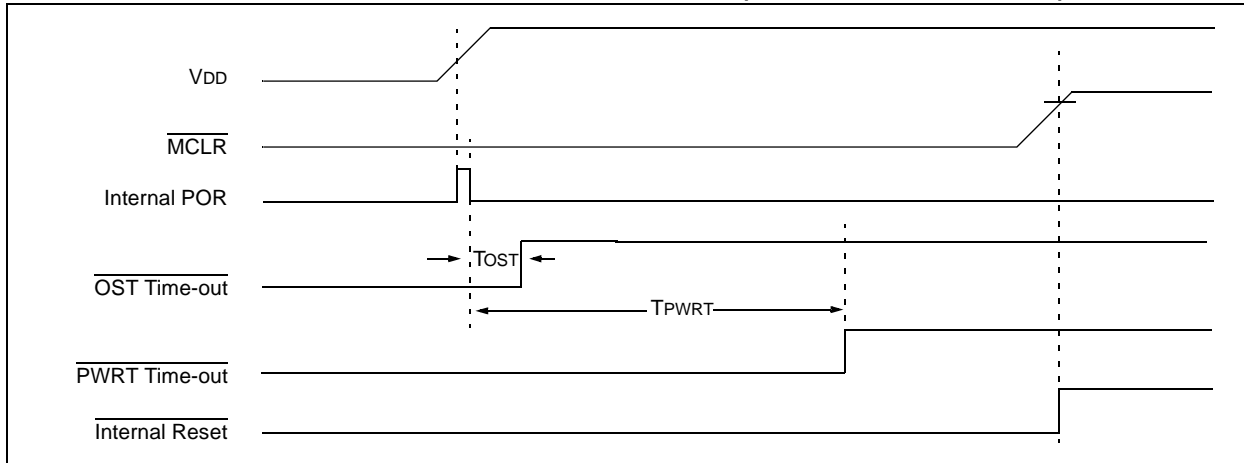 VDD
MCLR
Internal POR
TOST
OST Time-out
TPWRT
PWRT Time-out
Internal Reset